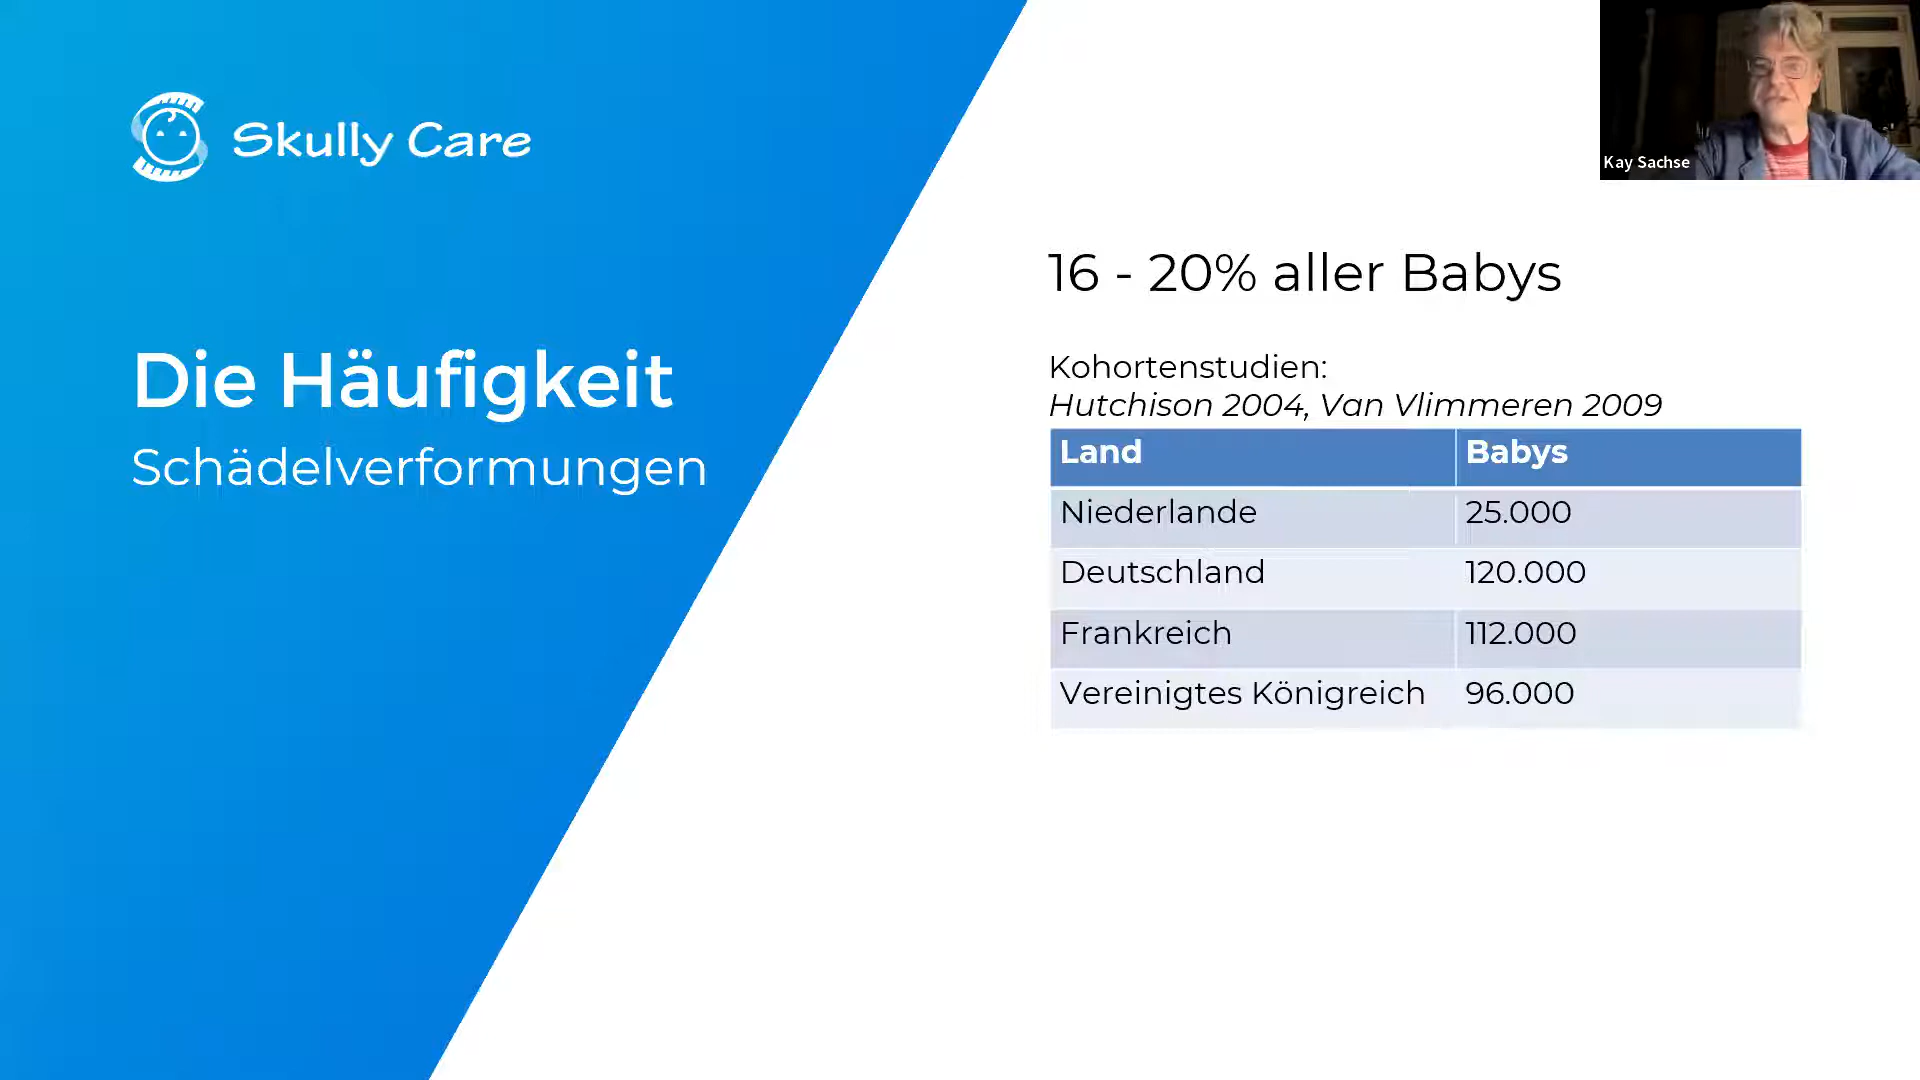 Skully Care
Die Häufigkeit
Schädelverformungen
Kay Sachse
16 - 20% aller Babys
Kohortenstudien:
Hutchison 2004, Van Vlimmeren 2009
Land Babys
Niederlande 25.000
Deutschland 120.000
Frankreich 112.000
Vereinigtes Königreich 96.000